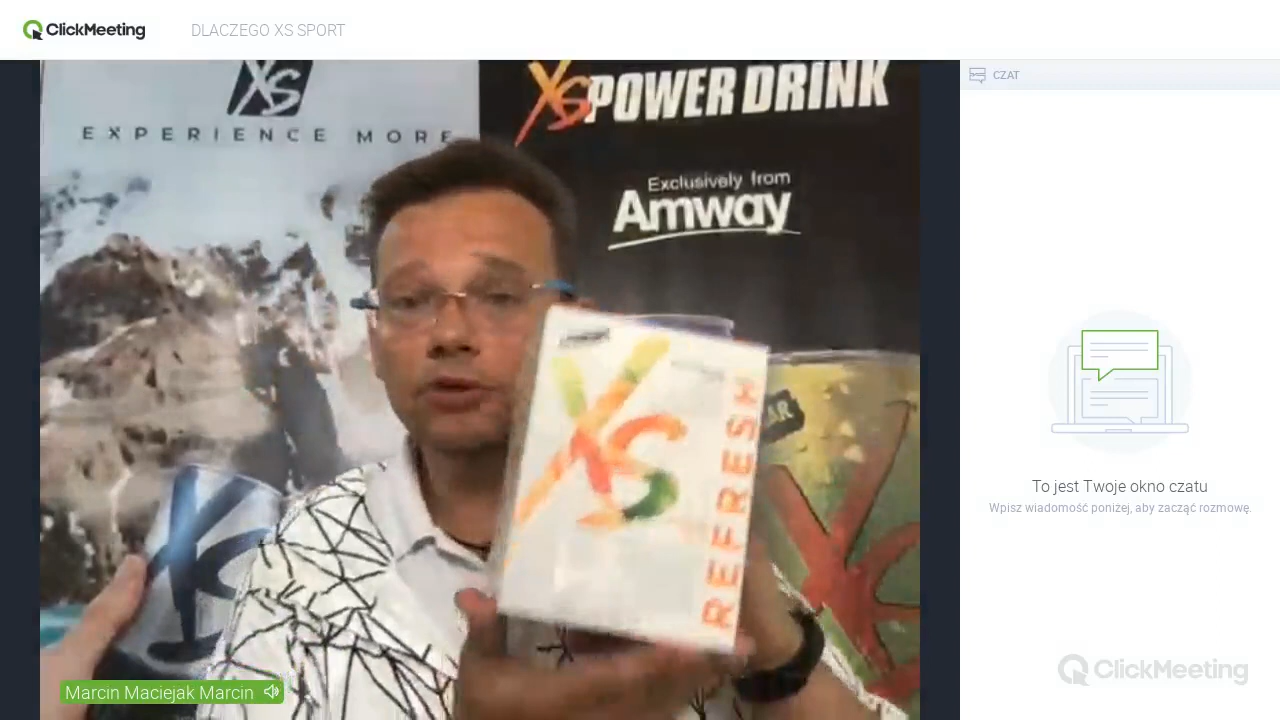 ClickMeeting
DLACZEGO XS SPORT
XS
EXPERIENCE MORE
XS POWER DRINK
Exclusively from
Amway
XS
REFRESH
XS
Marcin Maciejak Marcin
CZAT
To jest Twoje okno czatu
Wpisz wiadomość poniżej, aby zacząć rozmowę.
ClickMeeting